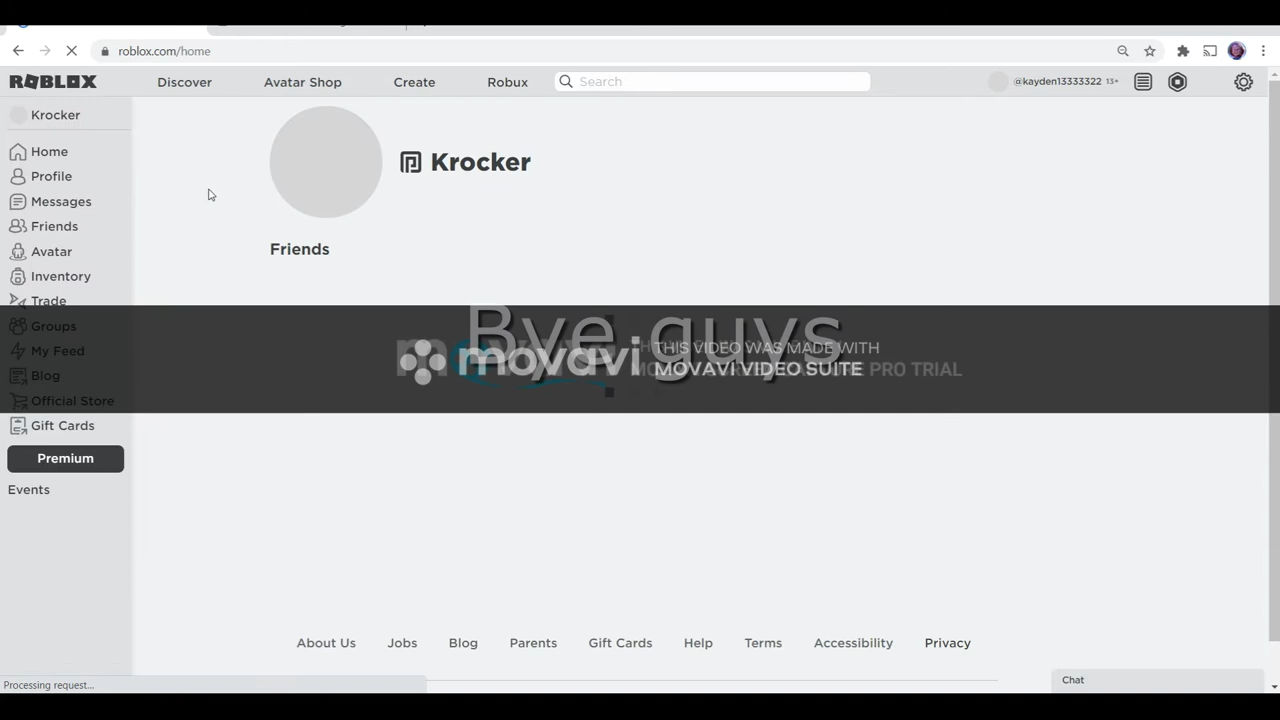 roblox.com/home
ROBLOX
Discover
Avatar Shop
Create
Robux
Search
@kayden13333322 13+
Krocker
Home
Profile
Messages
Friends
Avatar
Inventory
Trade
Groups
My Feed
Blog
Official Store
Gift Cards
Premium
Events
Krocker
Friends
Bye guys
movavi
THIS VIDEO WAS MADE WITH
MOVAVI VIDEO SUITE
PRO TRIAL
About Us
Jobs
Blog
Parents
Gift Cards
Help
Terms
Accessibility
Privacy
Processing request...
Chat